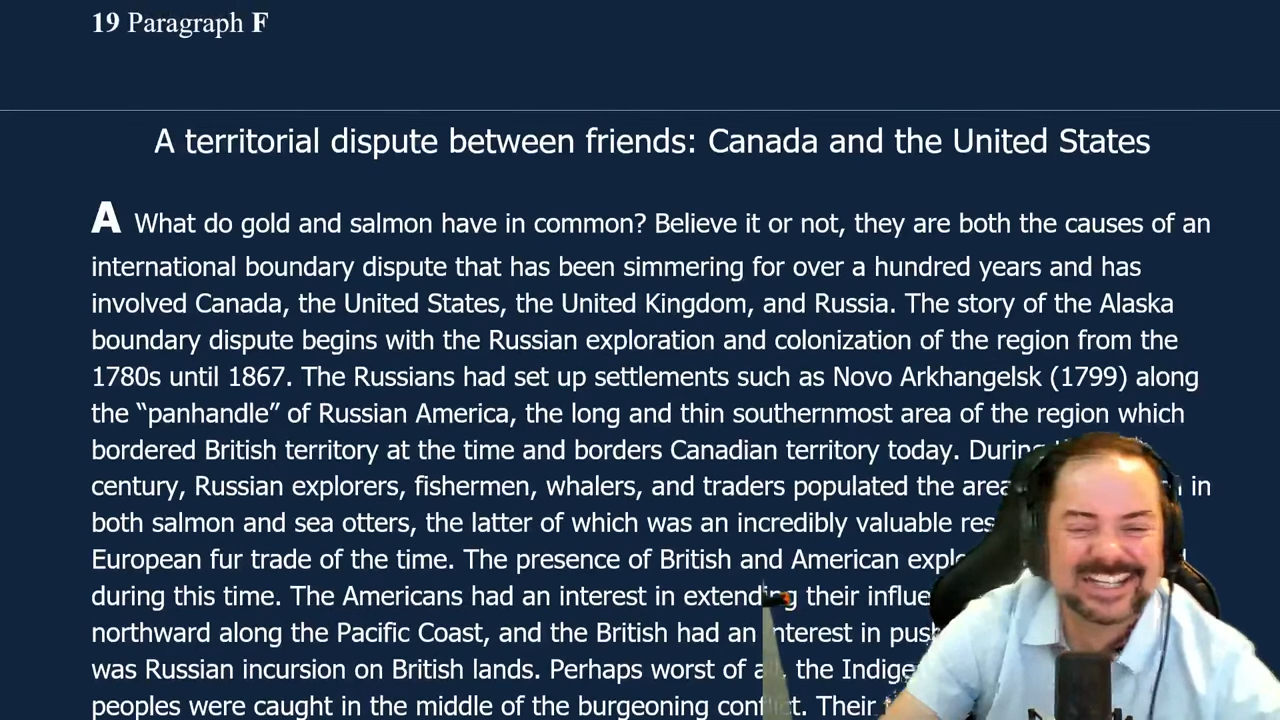 19 Paragraph F
A territorial dispute between friends: Canada and the United States
A What do gold and salmon have in common? Believe it or not, they are both the causes of an
international boundary dispute that has been simmering for over a hundred years and has
involved Canada, the United States, the United Kingdom, and Russia. The story of the Alaska
boundary dispute begins with the Russian exploration and colonization of the region from the
1780s until 1867. The Russians had set up settlements such as Novo Arkhangelsk (1799) along
the “panhandle” of Russian America, the long and thin southernmost area of the region which
bordered British territory at the time and borders Canadian territory today. During
century, Russian explorers, fishermen, whalers, and traders populated the area in
both salmon and sea otters, the latter of which was an incredibly valuable
European fur trade of the time. The presence of British and American
during this time. The Americans had an interest in extending their
northward along the Pacific Coast, and the British had an interest in
was Russian incursion on British lands. Perhaps worst of all, the
peoples were caught in the middle of the burgeoning conflict. Their